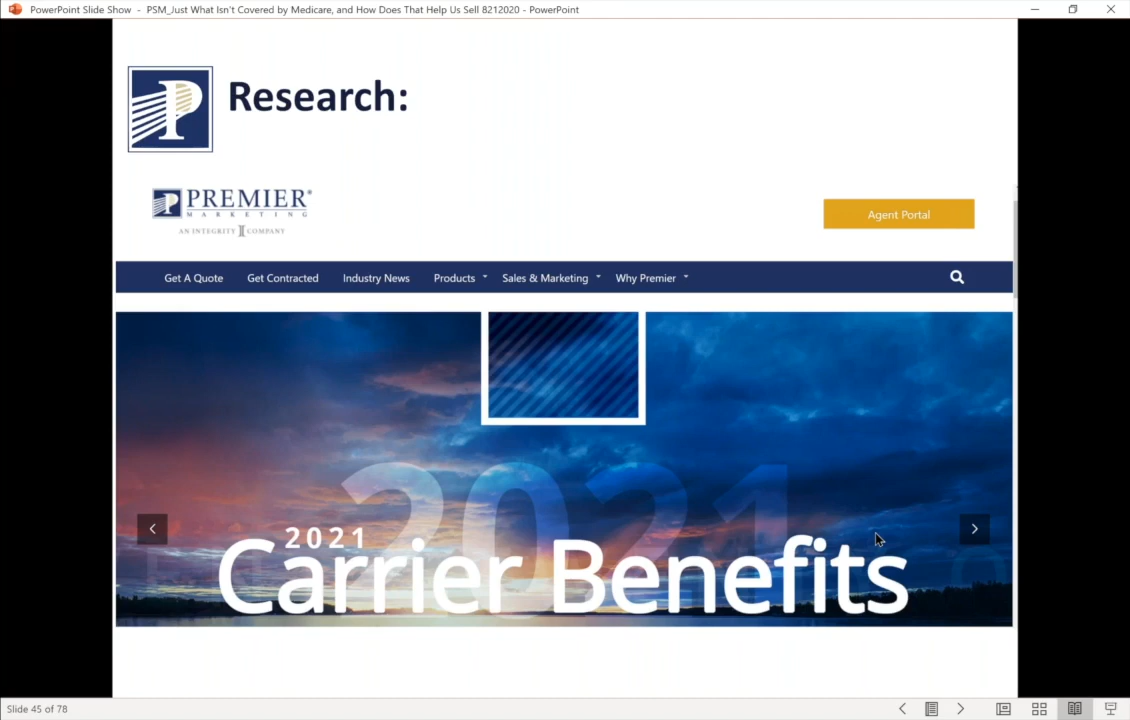 PowerPoint Slide Show - PSM_Just What Isn't Covered by Medicare, and How Does That Help Us Sell 8212020 - PowerPoint
P
Research:
P PREMIER®
MARKETING
AN INTEGRITY COMPANY
Agent Portal
Get A Quote Get Contracted Industry News Products Sales & Marketing Why Premier
2021
2021
Carrier Benefits
Slide 45 of 78